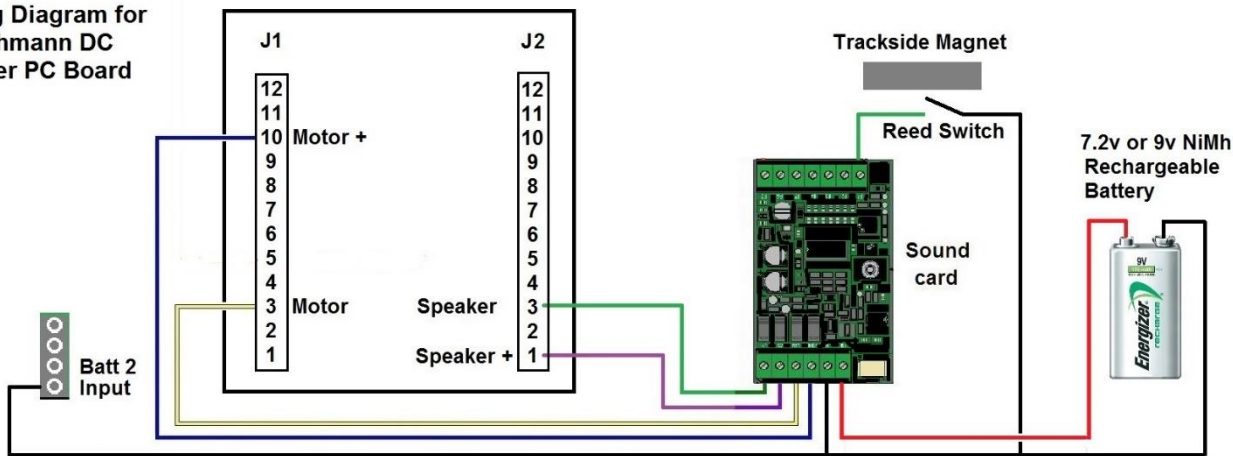 Diagram for
DC
PC Board
J1
J2
12
11
10 Motor +
9
8
7
6
5
4
3 Motor
2
1
12
11
10
9
8
7
6
5
4
Speaker 3
2
Speaker + 1
Batt 2
Input
Trackside Magnet
Reed Switch
Sound
card
7.2v or 9v NiMh
Rechargeable
Battery
9V
Energizer
RECHARGE